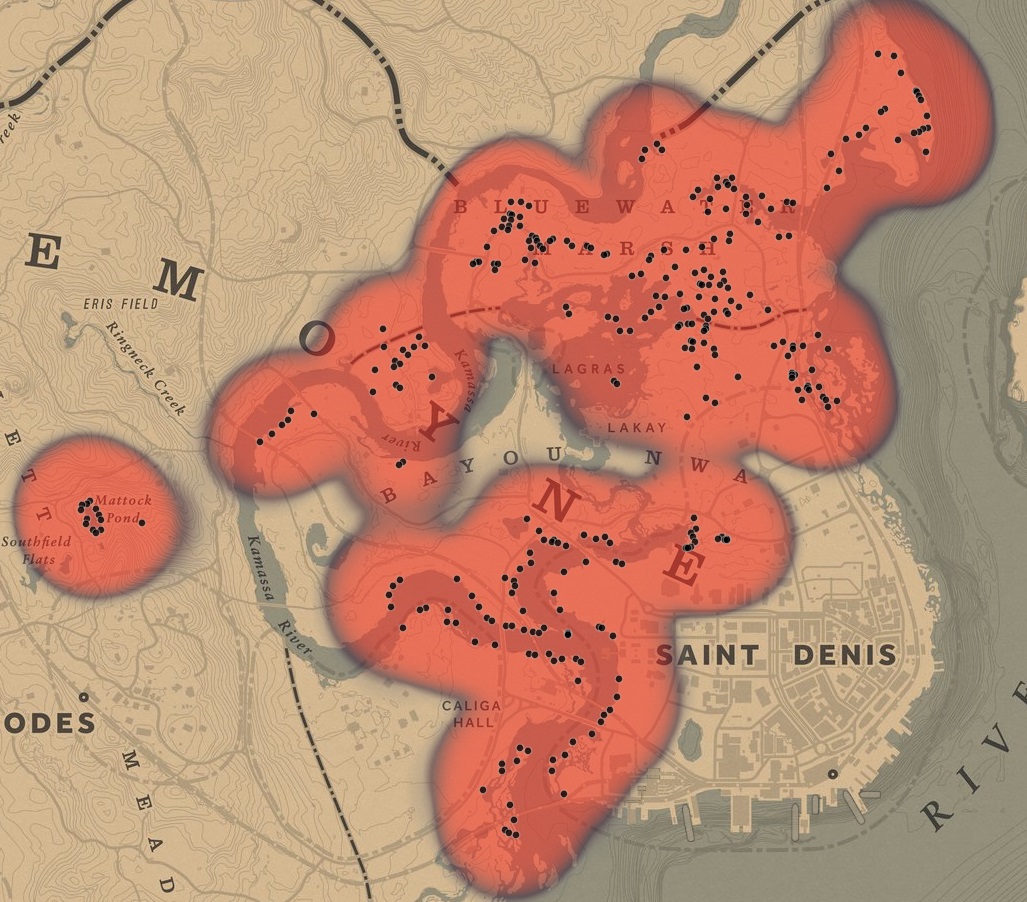 BLUEWATER
MARSH
E
M
O
Y
N
E
ERIS FIELD
Ringneck Creek
Kamassa
River
LAGRAS
LAKAY
BAYOU NWA
ETT
Mattock
Pond
Southfield
Flats
Kamassa River
SAINT DENIS
CALIGA
HALL
ODES
MEAD
RIVE